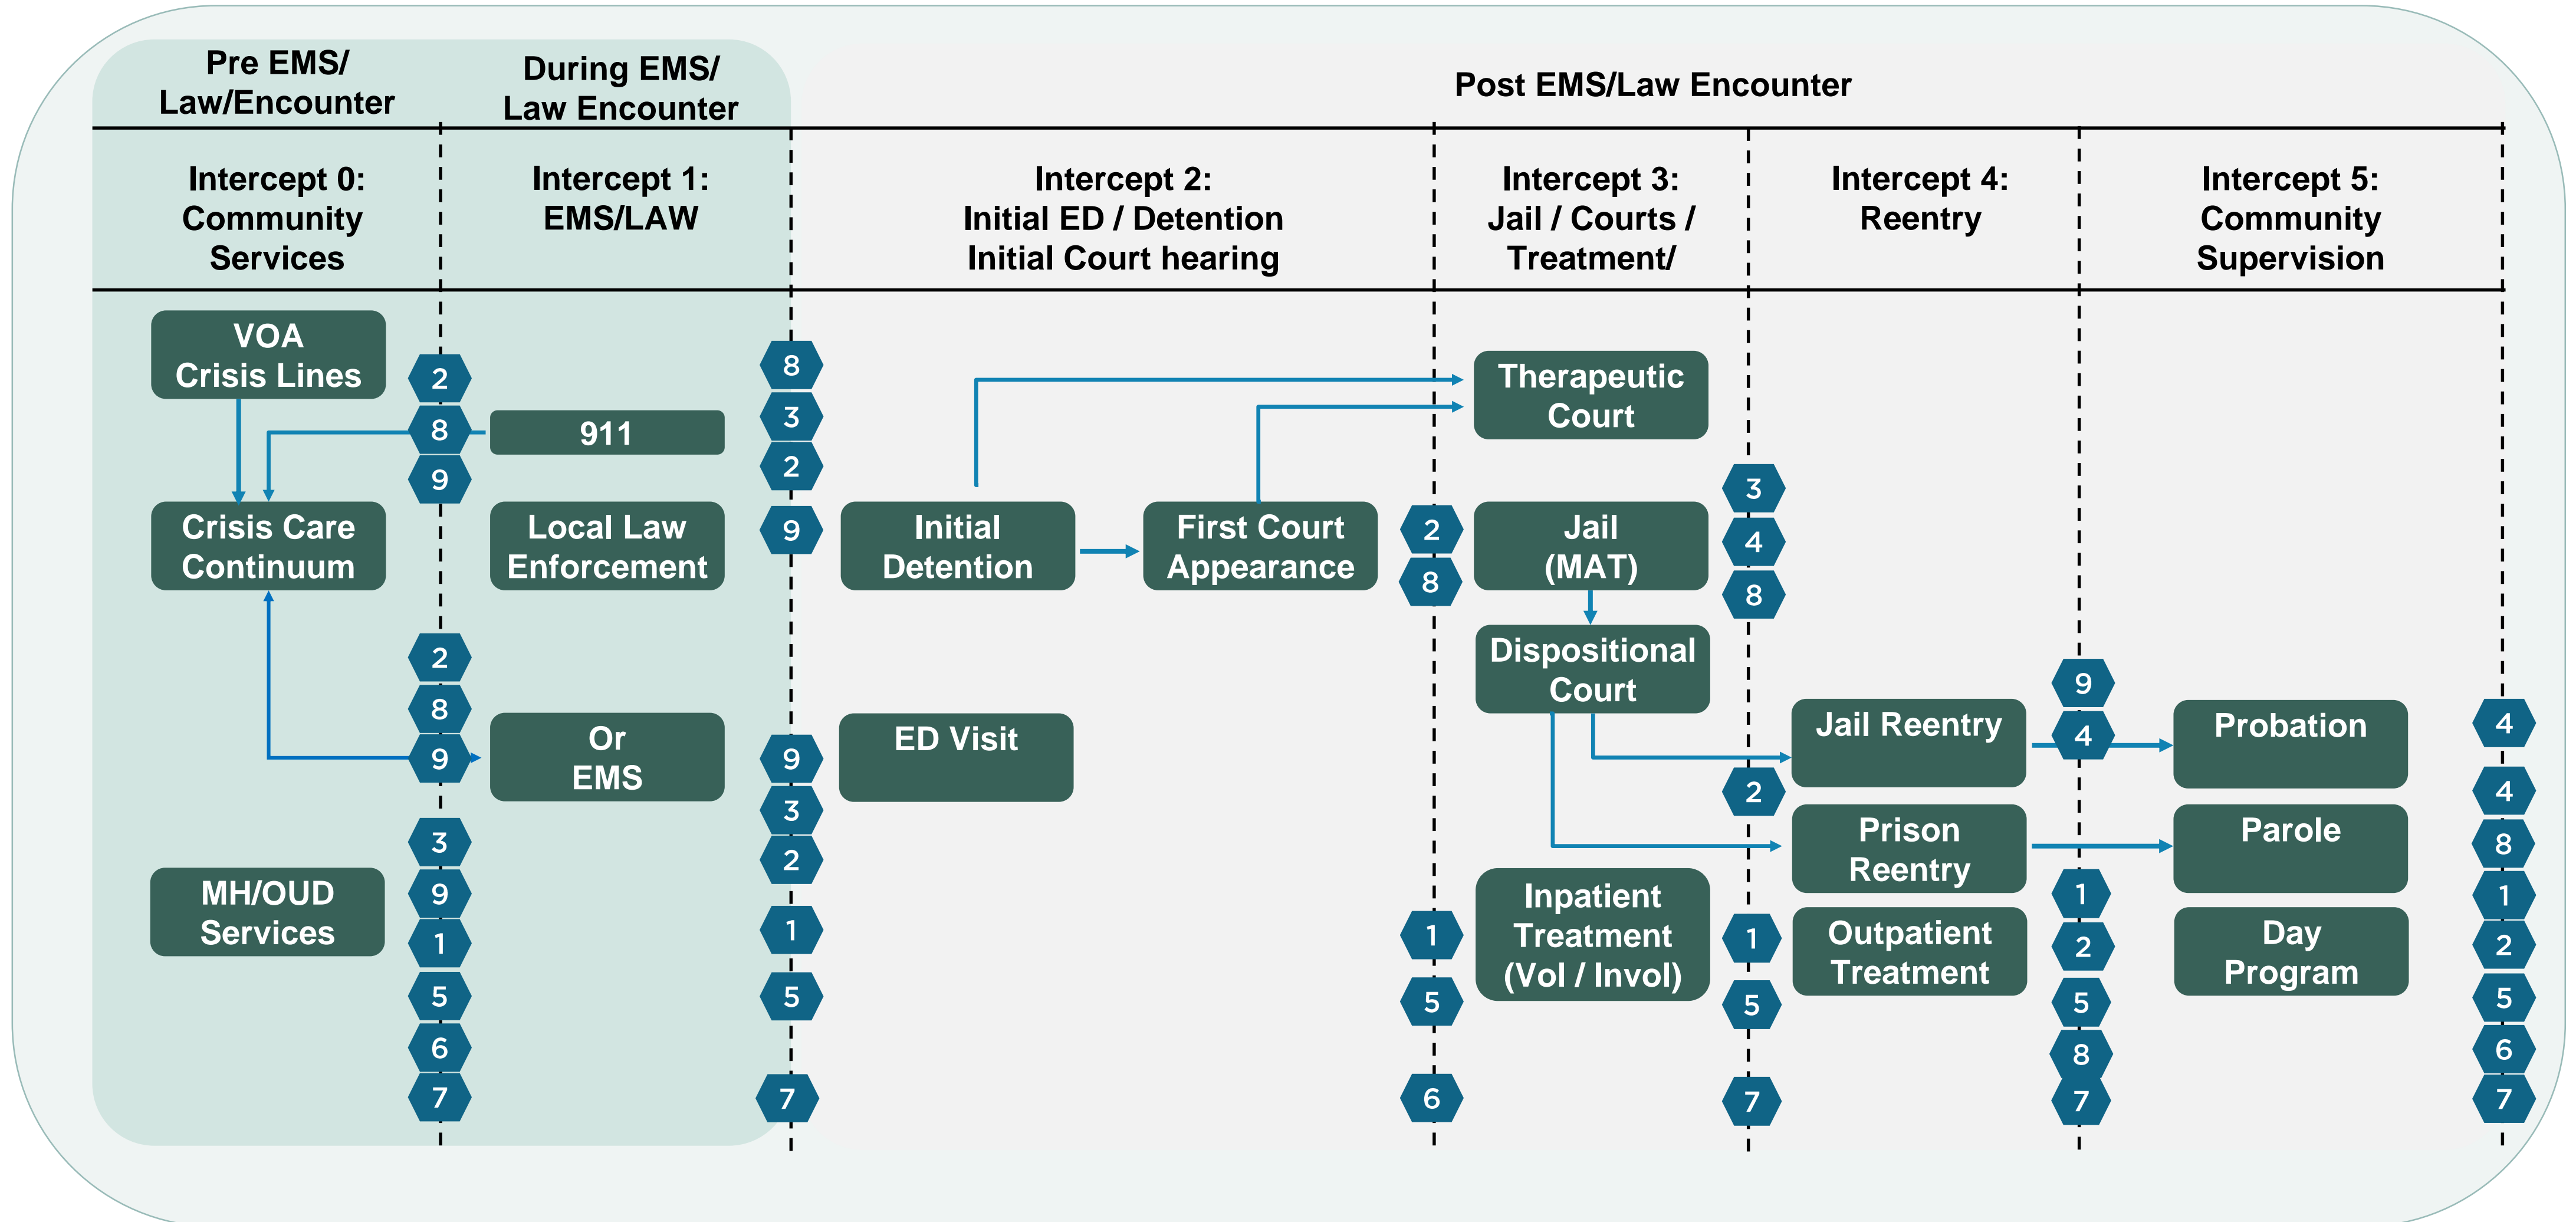 Pre EMS/
Law/Encounter
During EMS/
Law Encounter
Post EMS/Law Encounter
Intercept 0:
Community
Services
Intercept 1:
EMS/LAW
Intercept 2:
Initial ED / Detention
Initial Court hearing
Intercept 3:
Jail / Courts /
Treatment/
Intercept 4:
Reentry
Intercept 5:
Community
Supervision
VOA
Crisis Lines
Crisis Care
Continuum
MH/OUD
Services
2
8
9
2
8
9
3
9
1
5
6
7
911
Local Law
Enforcement
Or
EMS
8
3
2
9
9
3
2
1
5
7
Initial
Detention
First Court
Appearance
ED Visit
2
8
1
5
6
Therapeutic
Court
Jail
(MAT)
Dispositional
Court
Inpatient
Treatment
(Vol / Invol)
3
4
8
2
1
5
7
Jail Reentry
Prison
Reentry
Outpatient
Treatment
9
4
1
2
5
8
7
Probation
Parole
Day
Program
4
4
8
1
2
5
6
7